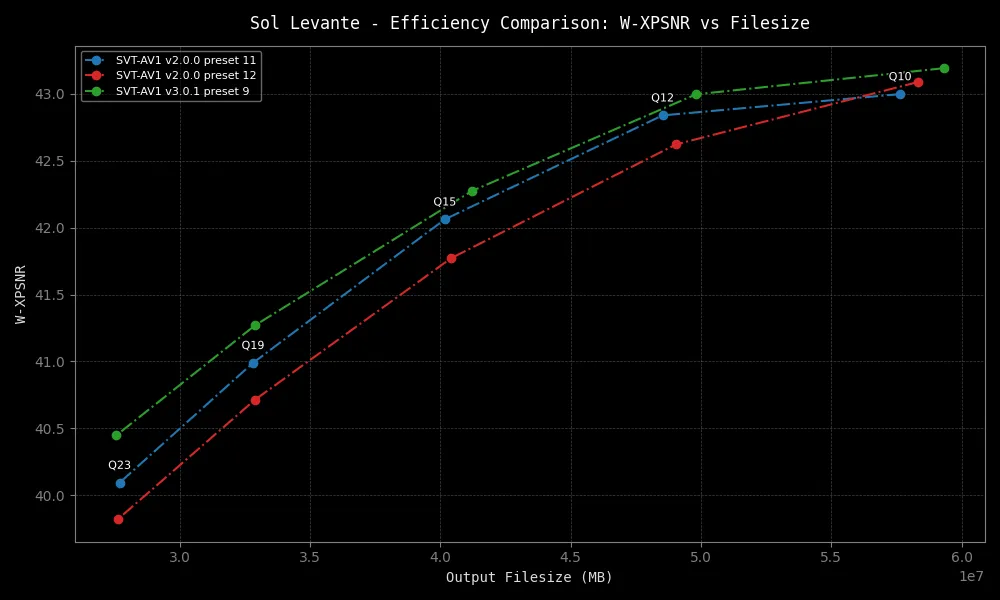 Sol Levante - Efficiency Comparison: W-XPSNR vs Filesize
SVT-AV1 v2.0.0 preset 11
SVT-AV1 v2.0.0 preset 12
SVT-AV1 v3.0.1 preset 9
Q10
Q12
Q15
Q19
Q23
43.0
42.5
42.0
41.5
41.0
40.5
40.0
W-XPSNR
3.0 3.5 4.0 4.5 5.0 5.5 6.0
1e7
Output Filesize (MB)